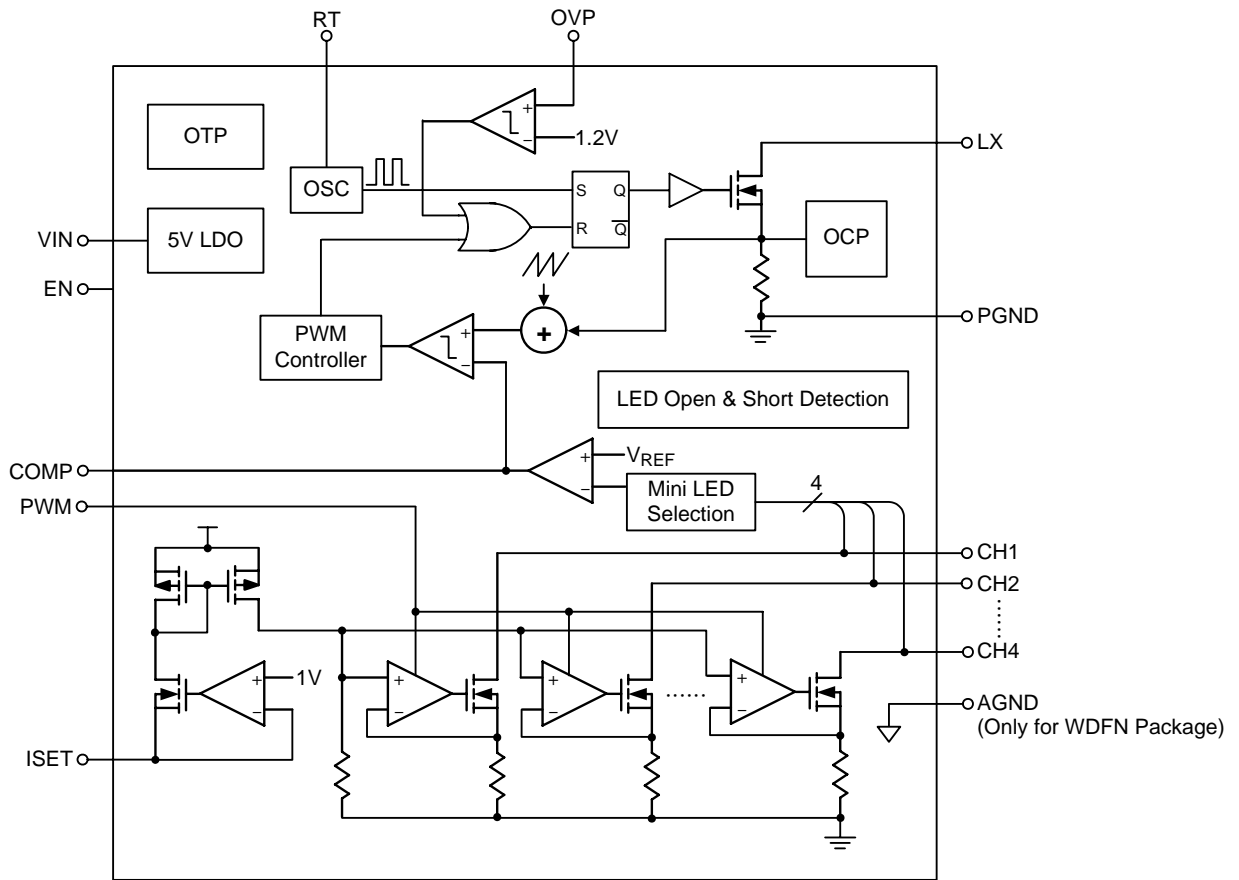 RT
OVP
OTP
+
−
1.2V
LX
OSC
S Q
R Q̅
VIN
5V LDO
OCP
EN
PWM
Controller
+
−
+
PGND
LED Open & Short Detection
COMP
+
−
VREF
Mini LED
Selection
4
PWM
CH1
CH2
CH4
+
−
1V
+
−
+
−
......
+
−
AGND
(Only for WDFN Package)
ISET